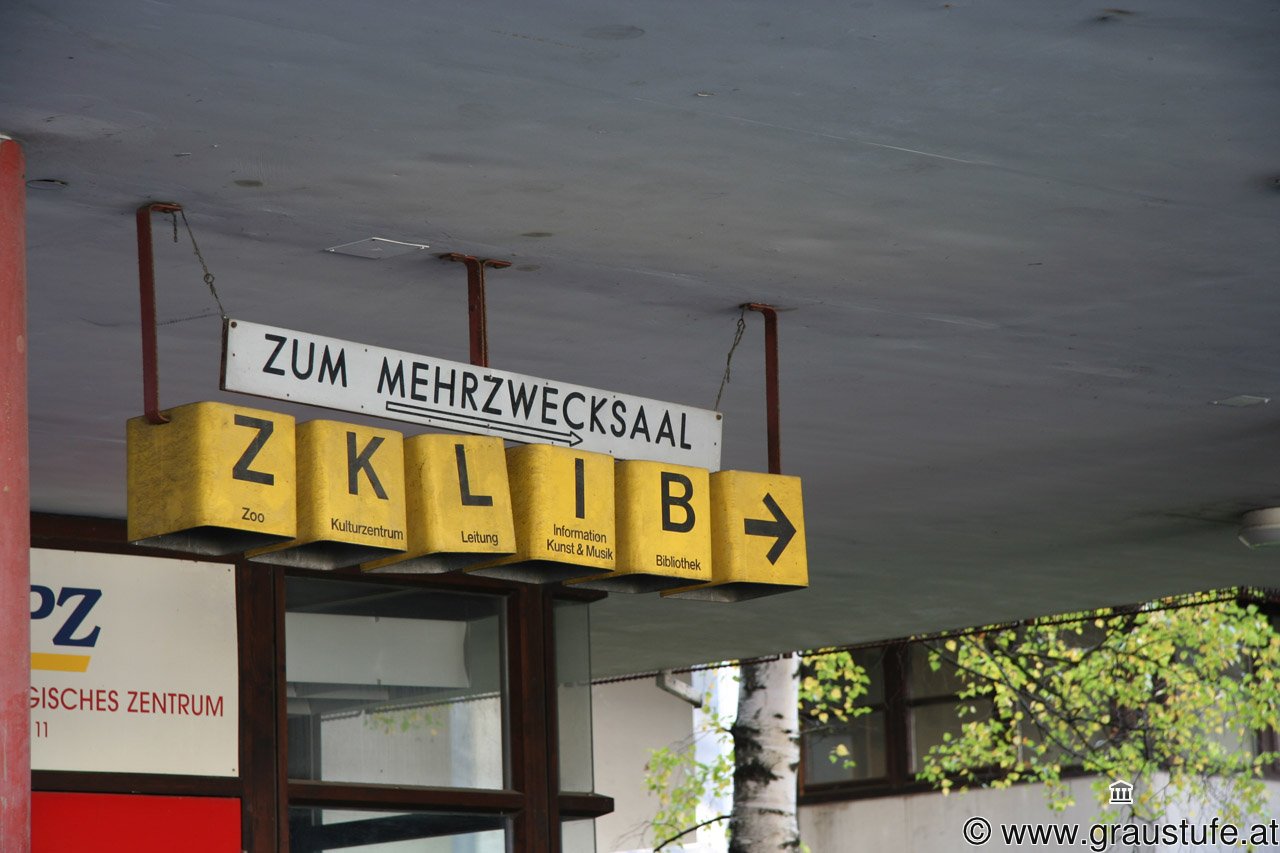 ZUM MEHRZWECKSAAL
Z K L I B
Zoo
Kulturzentrum
Leitung
Information
Kunst & Musik
Bibliothek
PZ
GISCHES ZENTRUM
11
© www.graustufe.at